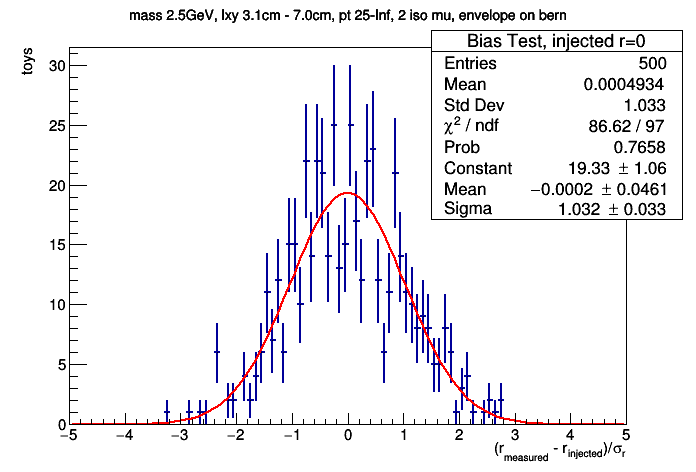 mass 2.5GeV, lxy 3.1cm - 7.0cm, pt 25-Inf, 2 iso mu, envelope on bern
Bias Test, injected r=0
Entries 500
Mean 0.0004934
Std Dev 1.033
χ² / ndf 86.62 / 97
Prob 0.7658
Constant 19.33 ± 1.06
Mean −0.0002 ± 0.0461
Sigma 1.032 ± 0.033
toys
30
25
20
15
10
5
0
−5 −4 −3 −2 −1 0 1 2 3 4 5
(r_measured - r_injected)/σ_r